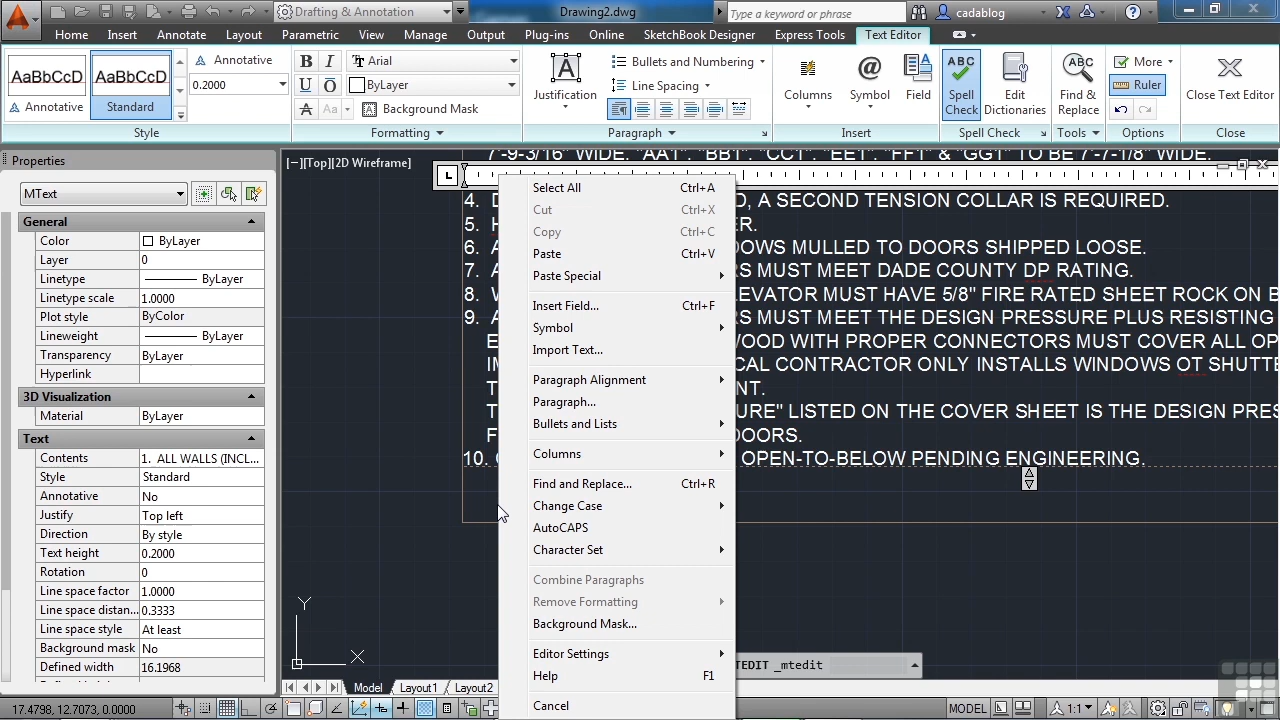 Drafting & Annotation
Drawing2.dwg
Type a keyword or phrase
cadablog
Home Insert Annotate Layout Parametric View Manage Output Plug-ins Online SketchBook Designer Express Tools Text Editor
AaBbCcD AaBbCcD
Annotative Standard
Annotative
0.2000
Style
B I
Arial
U O
ByLayer
A Aa
Background Mask
Formatting
Justification
Bullets and Numbering
Line Spacing
Paragraph
Columns Symbol Field
Insert
ABC
Spell Check
Edit Dictionaries
Spell Check
ABC
Find & Replace
Tools
More
Ruler
Options
Close Text Editor
Close
Properties
MText
General
Color ByLayer
Layer 0
Linetype ByLayer
Linetype scale 1.0000
Plot style ByColor
Lineweight ByLayer
Transparency ByLayer
Hyperlink
3D Visualization
Material ByLayer
Text
Contents 1. ALL WALLS (INCL...
Style Standard
Annotative No
Justify Top left
Direction By style
Text height 0.2000
Rotation 0
Line space factor 1.0000
Line space distan... 0.3333
Line space style At least
Background mask No
Defined width 16.1968
[−][Top][2D Wireframe]
7'-9-3/16" WIDE. "AA1". "BB1". "CC1". "EE1". "FF1" & "GG1" TO BE 7'-7-1/8" WIDE.
4. D D, A SECOND TENSION COLLAR IS REQUIRED.
5. H ER.
6. A DOWS MULLED TO DOORS SHIPPED LOOSE.
7. A RS MUST MEET DADE COUNTY DP RATING.
8. W LEVATOR MUST HAVE 5/8" FIRE RATED SHEET ROCK ON B
9. A RS MUST MEET THE DESIGN PRESSURE PLUS RESISTING
E WOOD WITH PROPER CONNECTORS MUST COVER ALL OP
IM CAL CONTRACTOR ONLY INSTALLS WINDOWS OT SHUTTE
T NT.
T URE" LISTED ON THE COVER SHEET IS THE DESIGN PRES
F DOORS.
10. OPEN-TO-BELOW PENDING ENGINEERING.
Select All Ctrl+A
Cut Ctrl+X
Copy Ctrl+C
Paste Ctrl+V
Paste Special
Insert Field... Ctrl+F
Symbol
Import Text...
Paragraph Alignment
Paragraph...
Bullets and Lists
Columns
Find and Replace... Ctrl+R
Change Case
AutoCAPS
Character Set
Combine Paragraphs
Remove Formatting
Background Mask...
Editor Settings
Help F1
Cancel
Y
X
TEDIT _mtedit
Model Layout1 Layout2
17.4798, 12.7073, 0.0000
MODEL
1:1